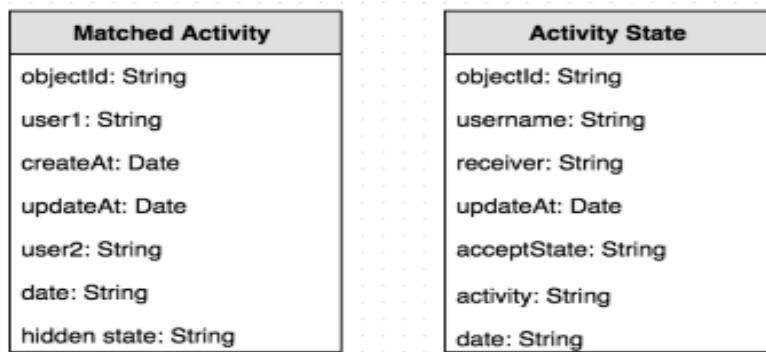 Matched Activity
objectId: String
user1: String
createAt: Date
updateAt: Date
user2: String
date: String
hidden state: String
Activity State
objectId: String
username: String
receiver: String
updateAt: Date
acceptState: String
activity: String
date: String